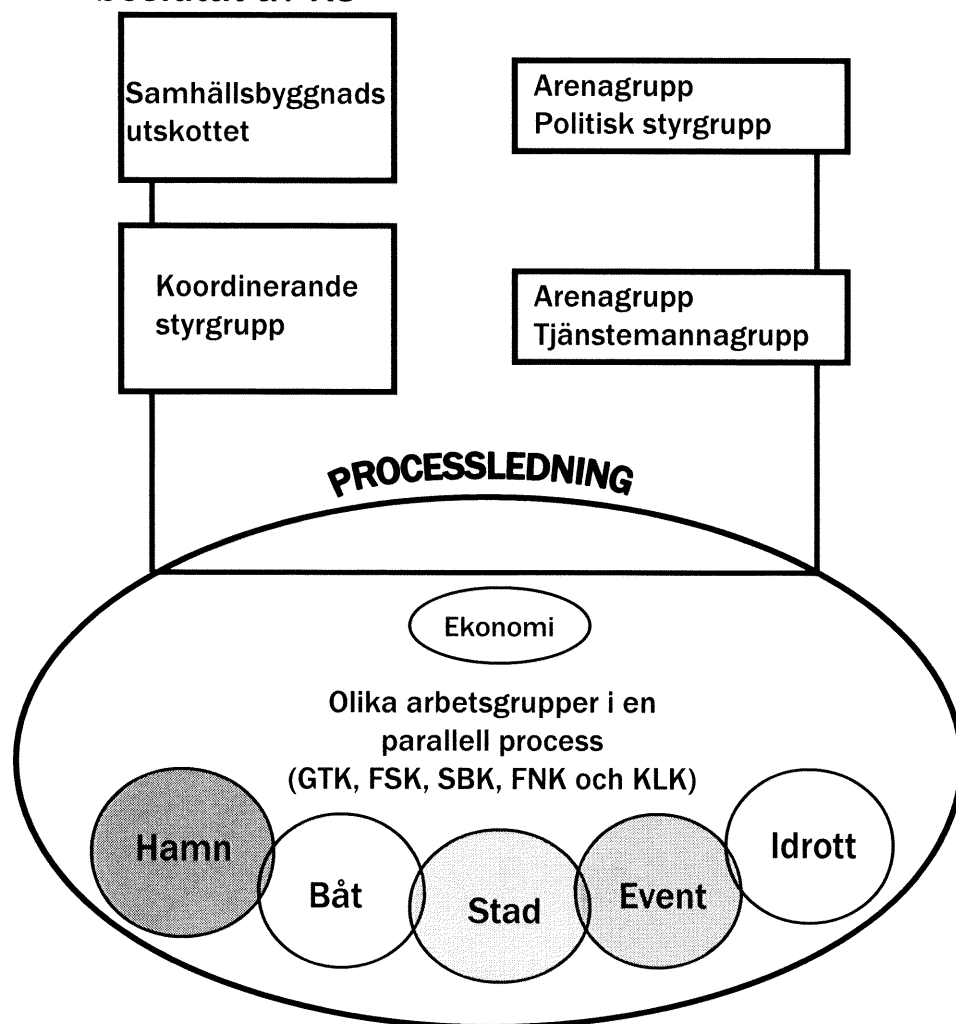 Samhällsbyggnads
utskottet
Arenagrupp
Politisk styrgrupp
Koordinerande
styrgrupp
Arenagrupp
Tjänstemannagrupp
PROCESSLEDNING
Ekonomi
Olika arbetsgrupper i en
parallell process
(GTK, FSK, SBK, FNK och KLK)
Hamn
Båt
Stad
Event
Idrott